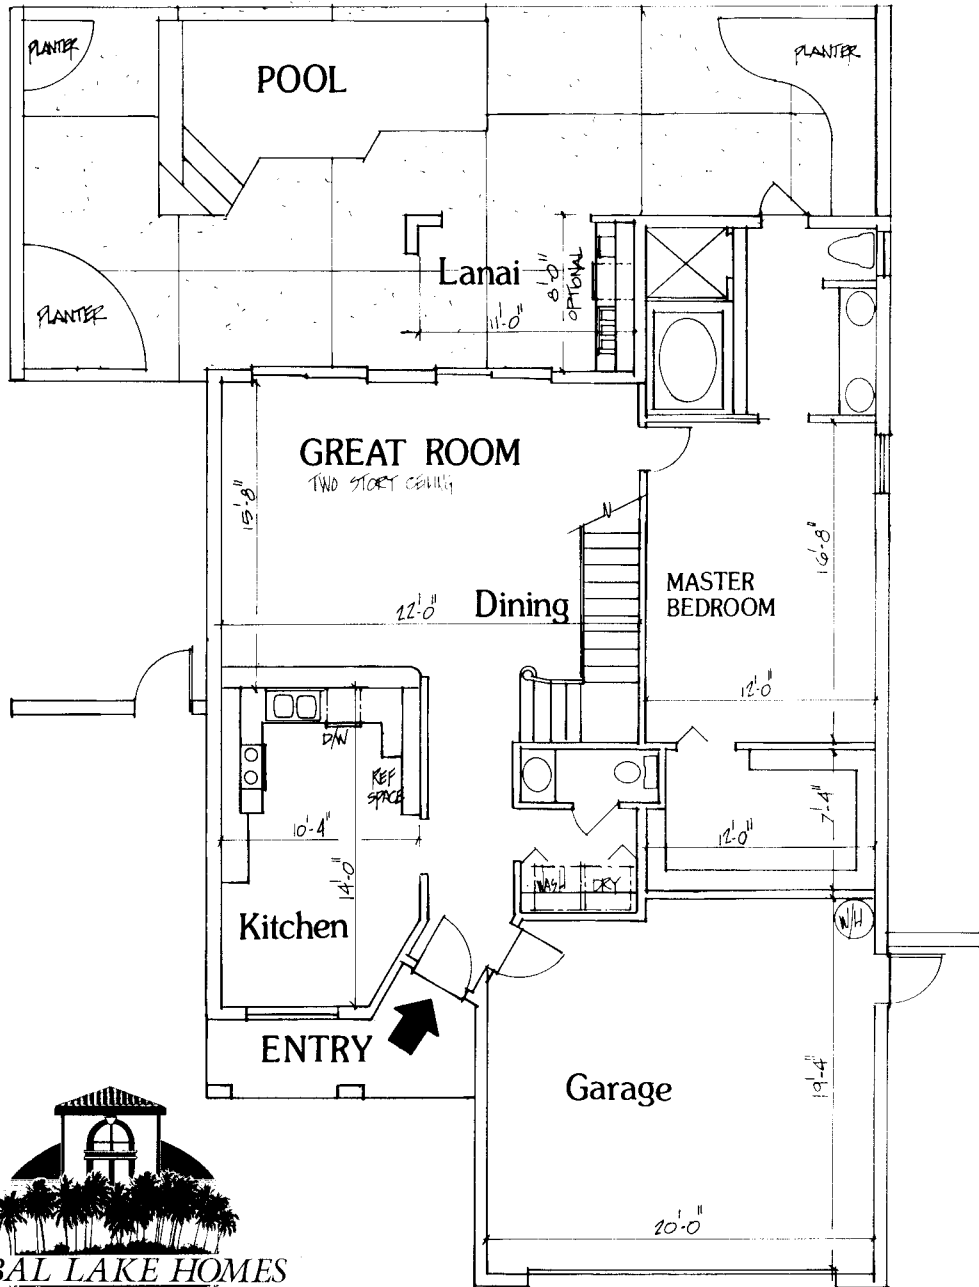 PLANTER
POOL
PLANTER
Lanai
8'-0"
OPTIONAL
11'-0"
PLANTER
GREAT ROOM
TWO STORY CEILING
15'-8"
16'-8"
MASTER
BEDROOM
Dining
22'-0"
12'-0"
D/W
REF
SPACE
10'-4"
12'-0"
7'-4"
14'-0"
WASH
DRY
Kitchen
W/H
ENTRY
Garage
19'-4"
20'-0"
BAL LAKE HOMES